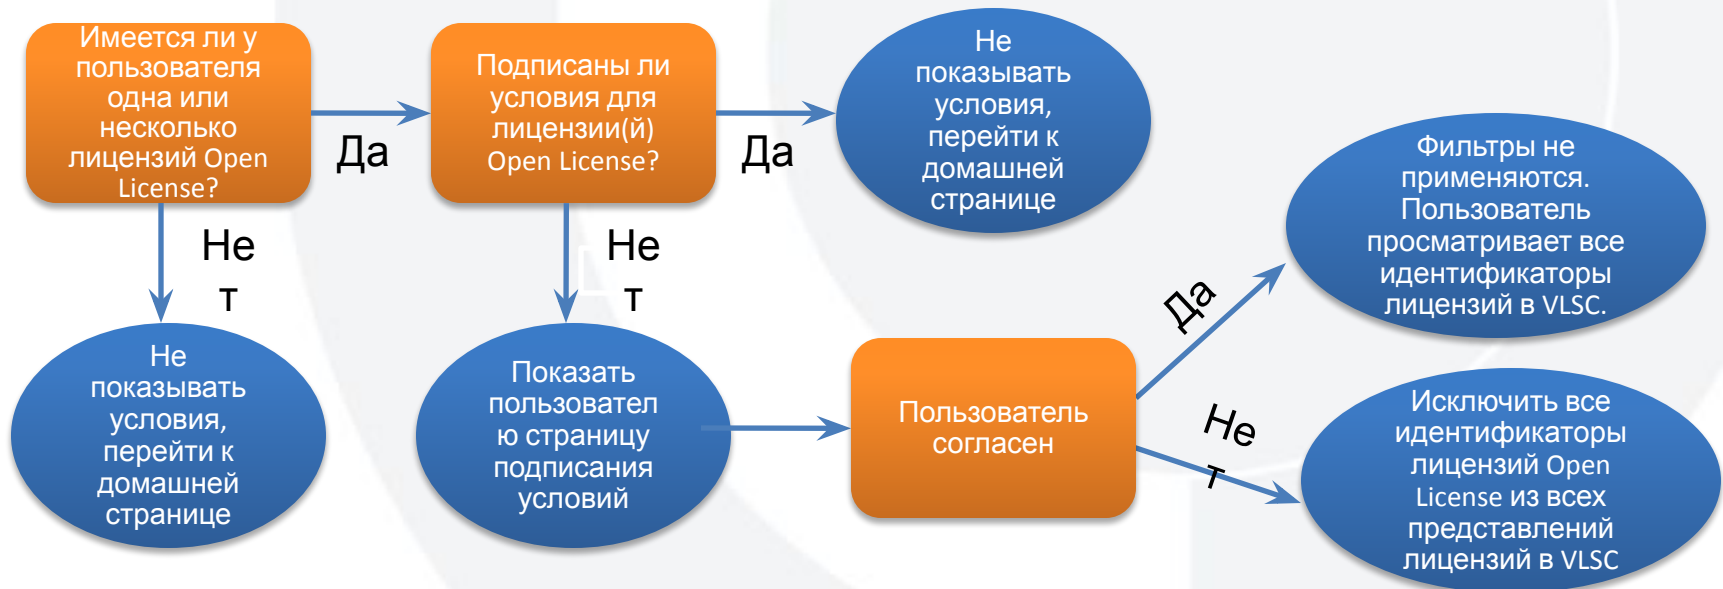 Имеется ли у
пользователя
одна или
несколько
лицензий Open
License?
Да
Подписаны ли
условия для
лицензии(й)
Open License?
Да
Не
показывать
условия,
перейти к
домашней
странице
Не
т
Не
т
Не
показывать
условия,
перейти к
домашней
странице
Показать
пользовател
ю страницу
подписания
условий
Пользователь
согласен
Да
Фильтры не
применяются.
Пользователь
просматривает все
идентификаторы
лицензий в VLSC.
Не
т
Исключить все
идентификаторы
лицензий Open
License из всех
представлений
лицензий в VLSC